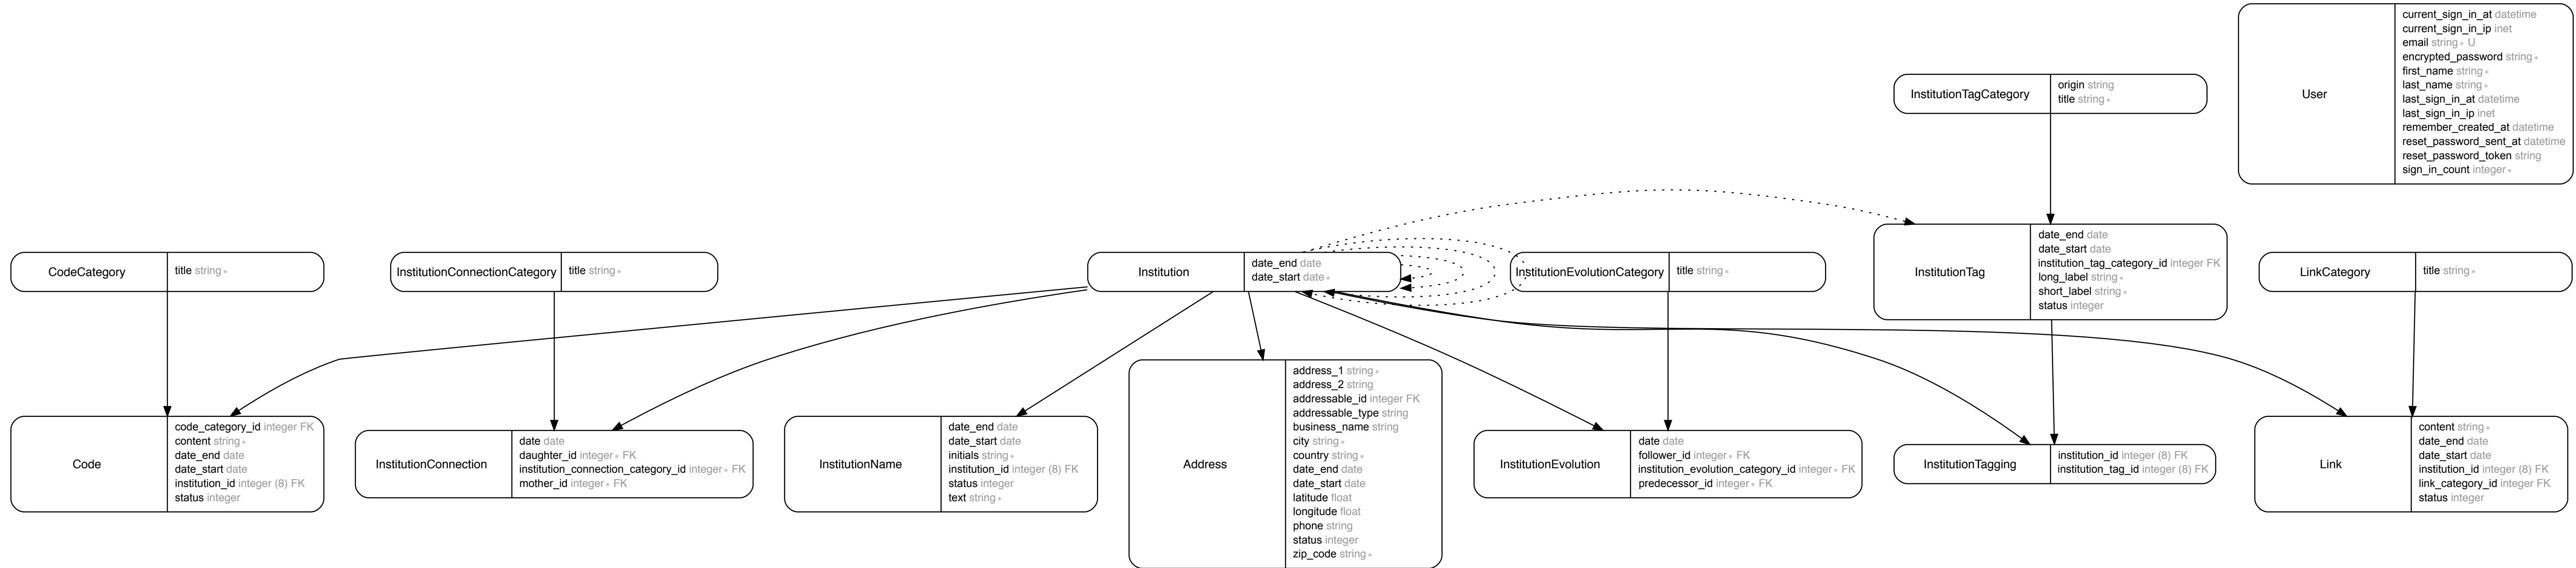 User
current_sign_in_at datetime
current_sign_in_ip inet
email string * U
encrypted_password string *
first_name string *
last_name string *
last_sign_in_at datetime
last_sign_in_ip inet
remember_created_at datetime
reset_password_sent_at datetime
reset_password_token string
sign_in_count integer *
InstitutionTagCategory
origin string
title string *
CodeCategory
title string *
InstitutionConnectionCategory
title string *
Institution
date_end date
date_start date *
InstitutionEvolutionCategory
title string *
InstitutionTag
date_end date
date_start date
institution_tag_category_id integer FK
long_label string *
short_label string *
status integer
LinkCategory
title string *
Code
code_category_id integer FK
content string *
date_end date
date_start date
institution_id integer (8) FK
status integer
InstitutionConnection
date date
daughter_id integer * FK
institution_connection_category_id integer * FK
mother_id integer * FK
InstitutionName
date_end date
date_start date
initials string *
institution_id integer (8) FK
status integer
text string *
Address
address_1 string *
address_2 string
addressable_id integer FK
addressable_type string
business_name string
city string *
country string *
date_end date
date_start date
latitude float
longitude float
phone string
status integer
zip_code string *
InstitutionEvolution
date date
follower_id integer * FK
institution_evolution_category_id integer * FK
predecessor_id integer * FK
InstitutionTagging
institution_id integer (8) FK
institution_tag_id integer (8) FK
Link
content string *
date_end date
date_start date
institution_id integer (8) FK
link_category_id integer FK
status integer